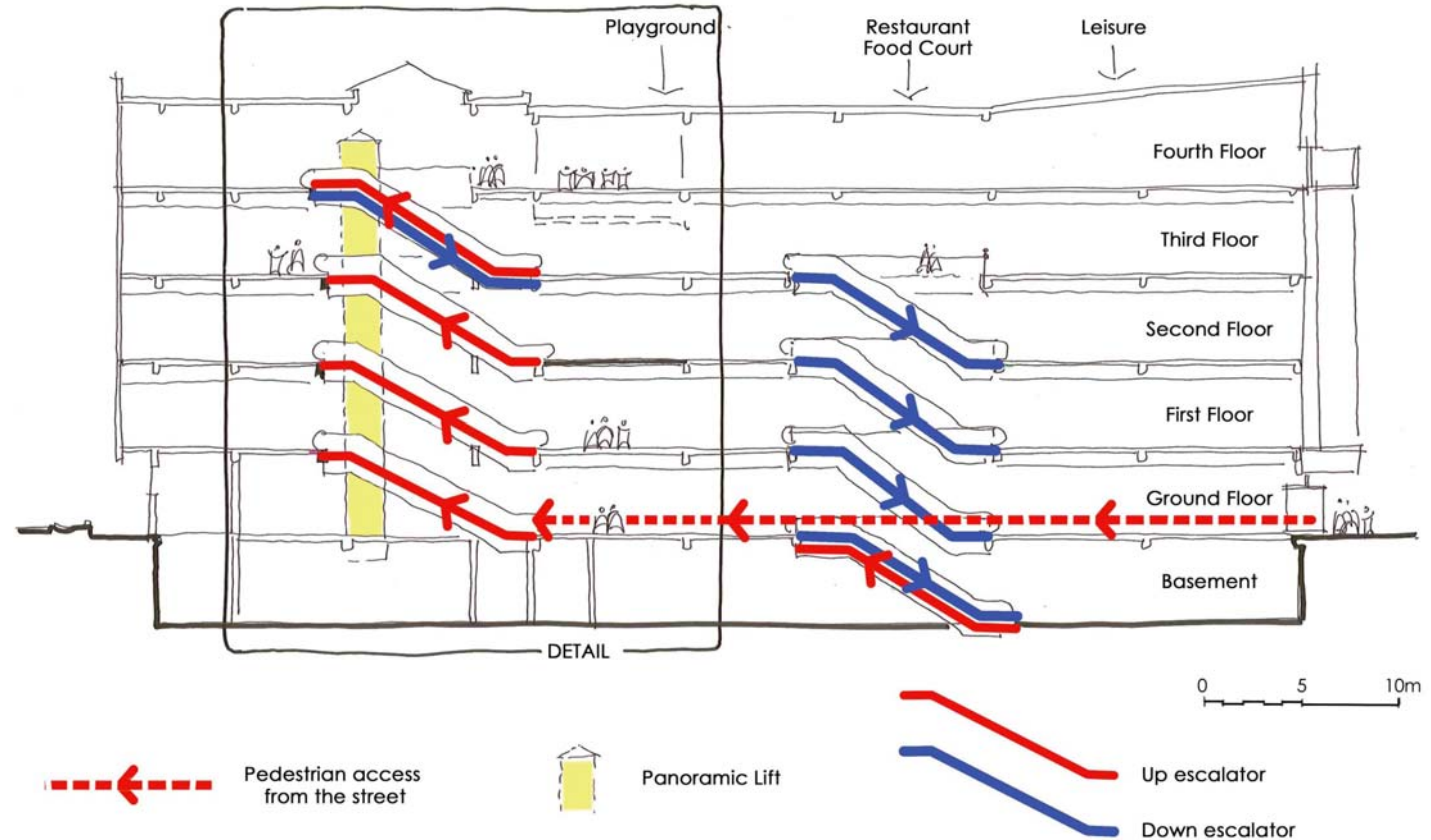 Playground
Restaurant
Food Court
Leisure
Fourth Floor
Third Floor
Second Floor
First Floor
Ground Floor
Basement
DETAIL
0 5 10m
Pedestrian access
from the street
Panoramic Lift
Up escalator
Down escalator